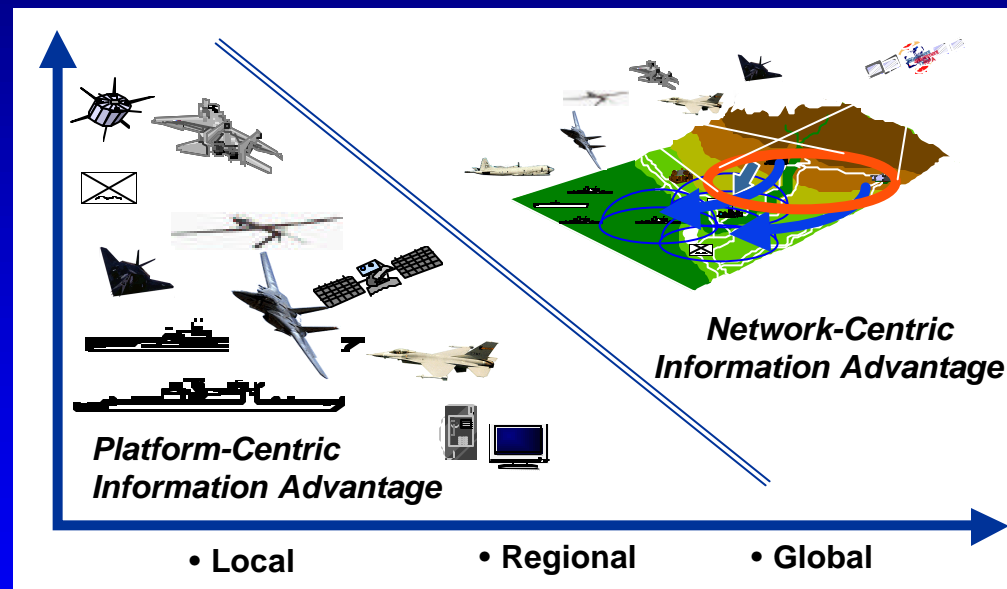 Network-Centric
Information Advantage
Platform-Centric
Information Advantage
• Local
• Regional
• Global